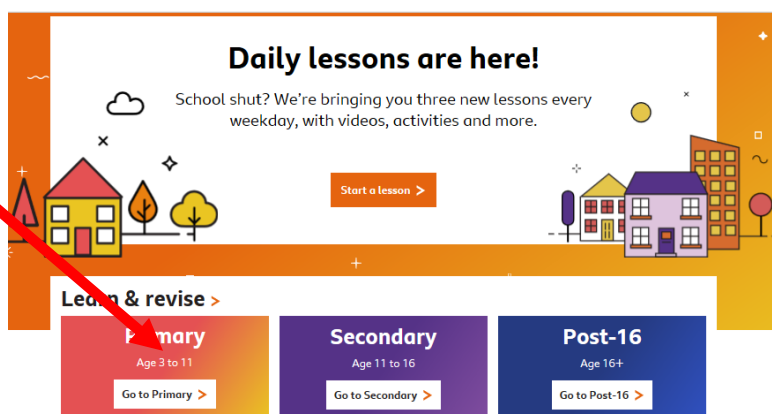 Daily lessons are here!
School shut? We're bringing you three new lessons every
weekday, with videos, activities and more.
Start a lesson >
Learn & revise >
Primary
Age 3 to 11
Go to Primary >
Secondary
Age 11 to 16
Go to Secondary >
Post-16
Age 16+
Go to Post-16 >